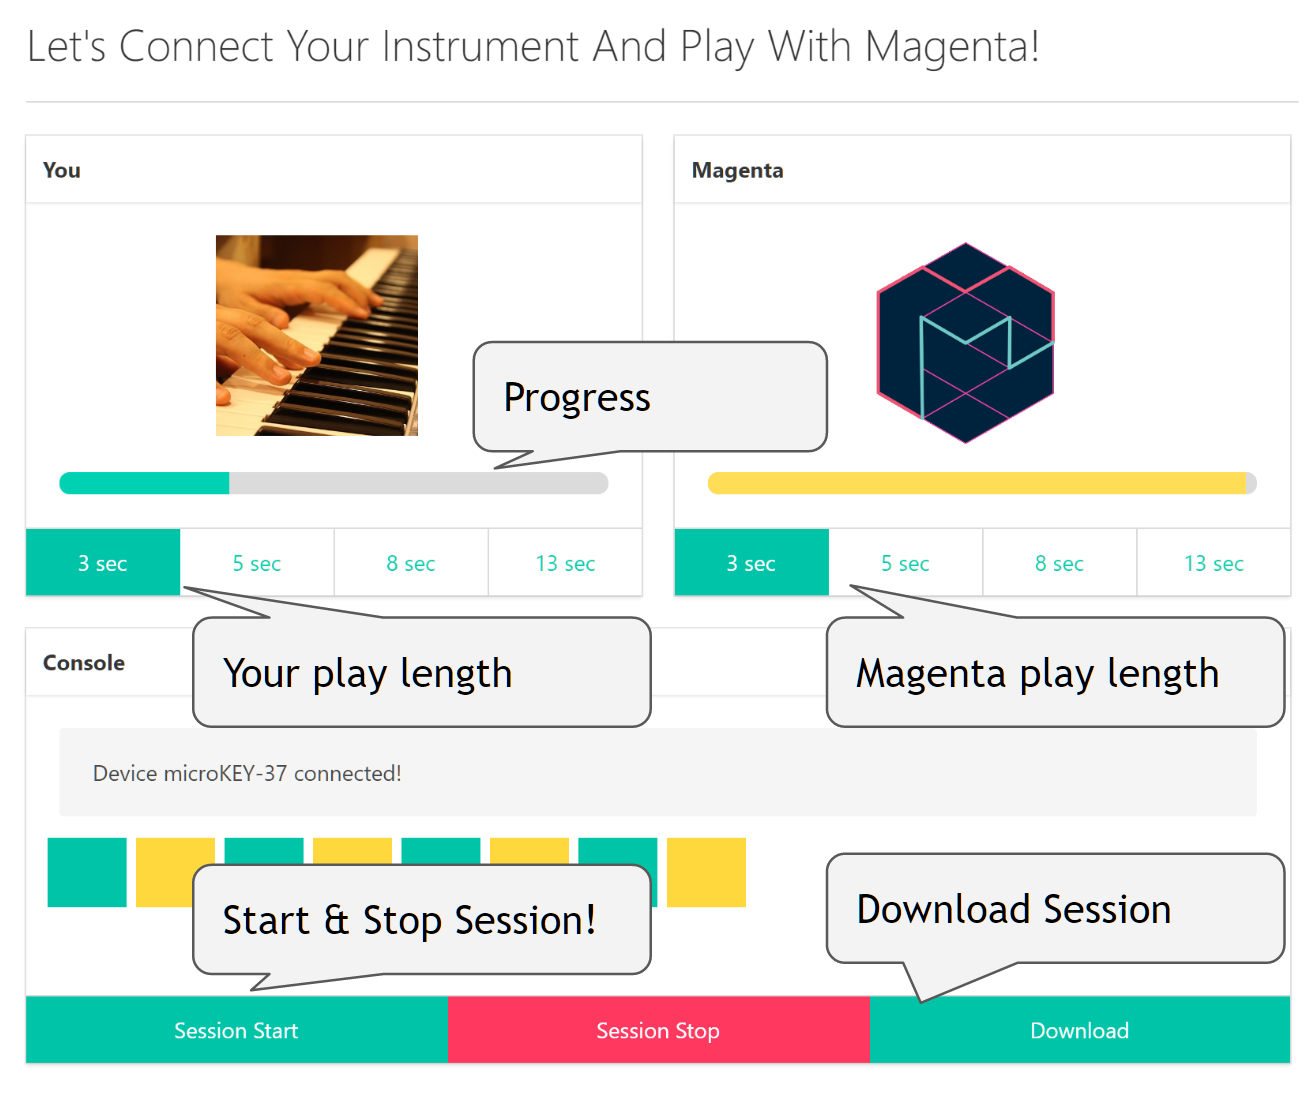 Let's Connect Your Instrument And Play With Magenta!
You
Magenta
Progress
3 sec
5 sec
8 sec
13 sec
3 sec
5 sec
8 sec
13 sec
Your play length
Magenta play length
Console
Device microKEY-37 connected!
Start & Stop Session!
Download Session
Session Start
Session Stop
Download